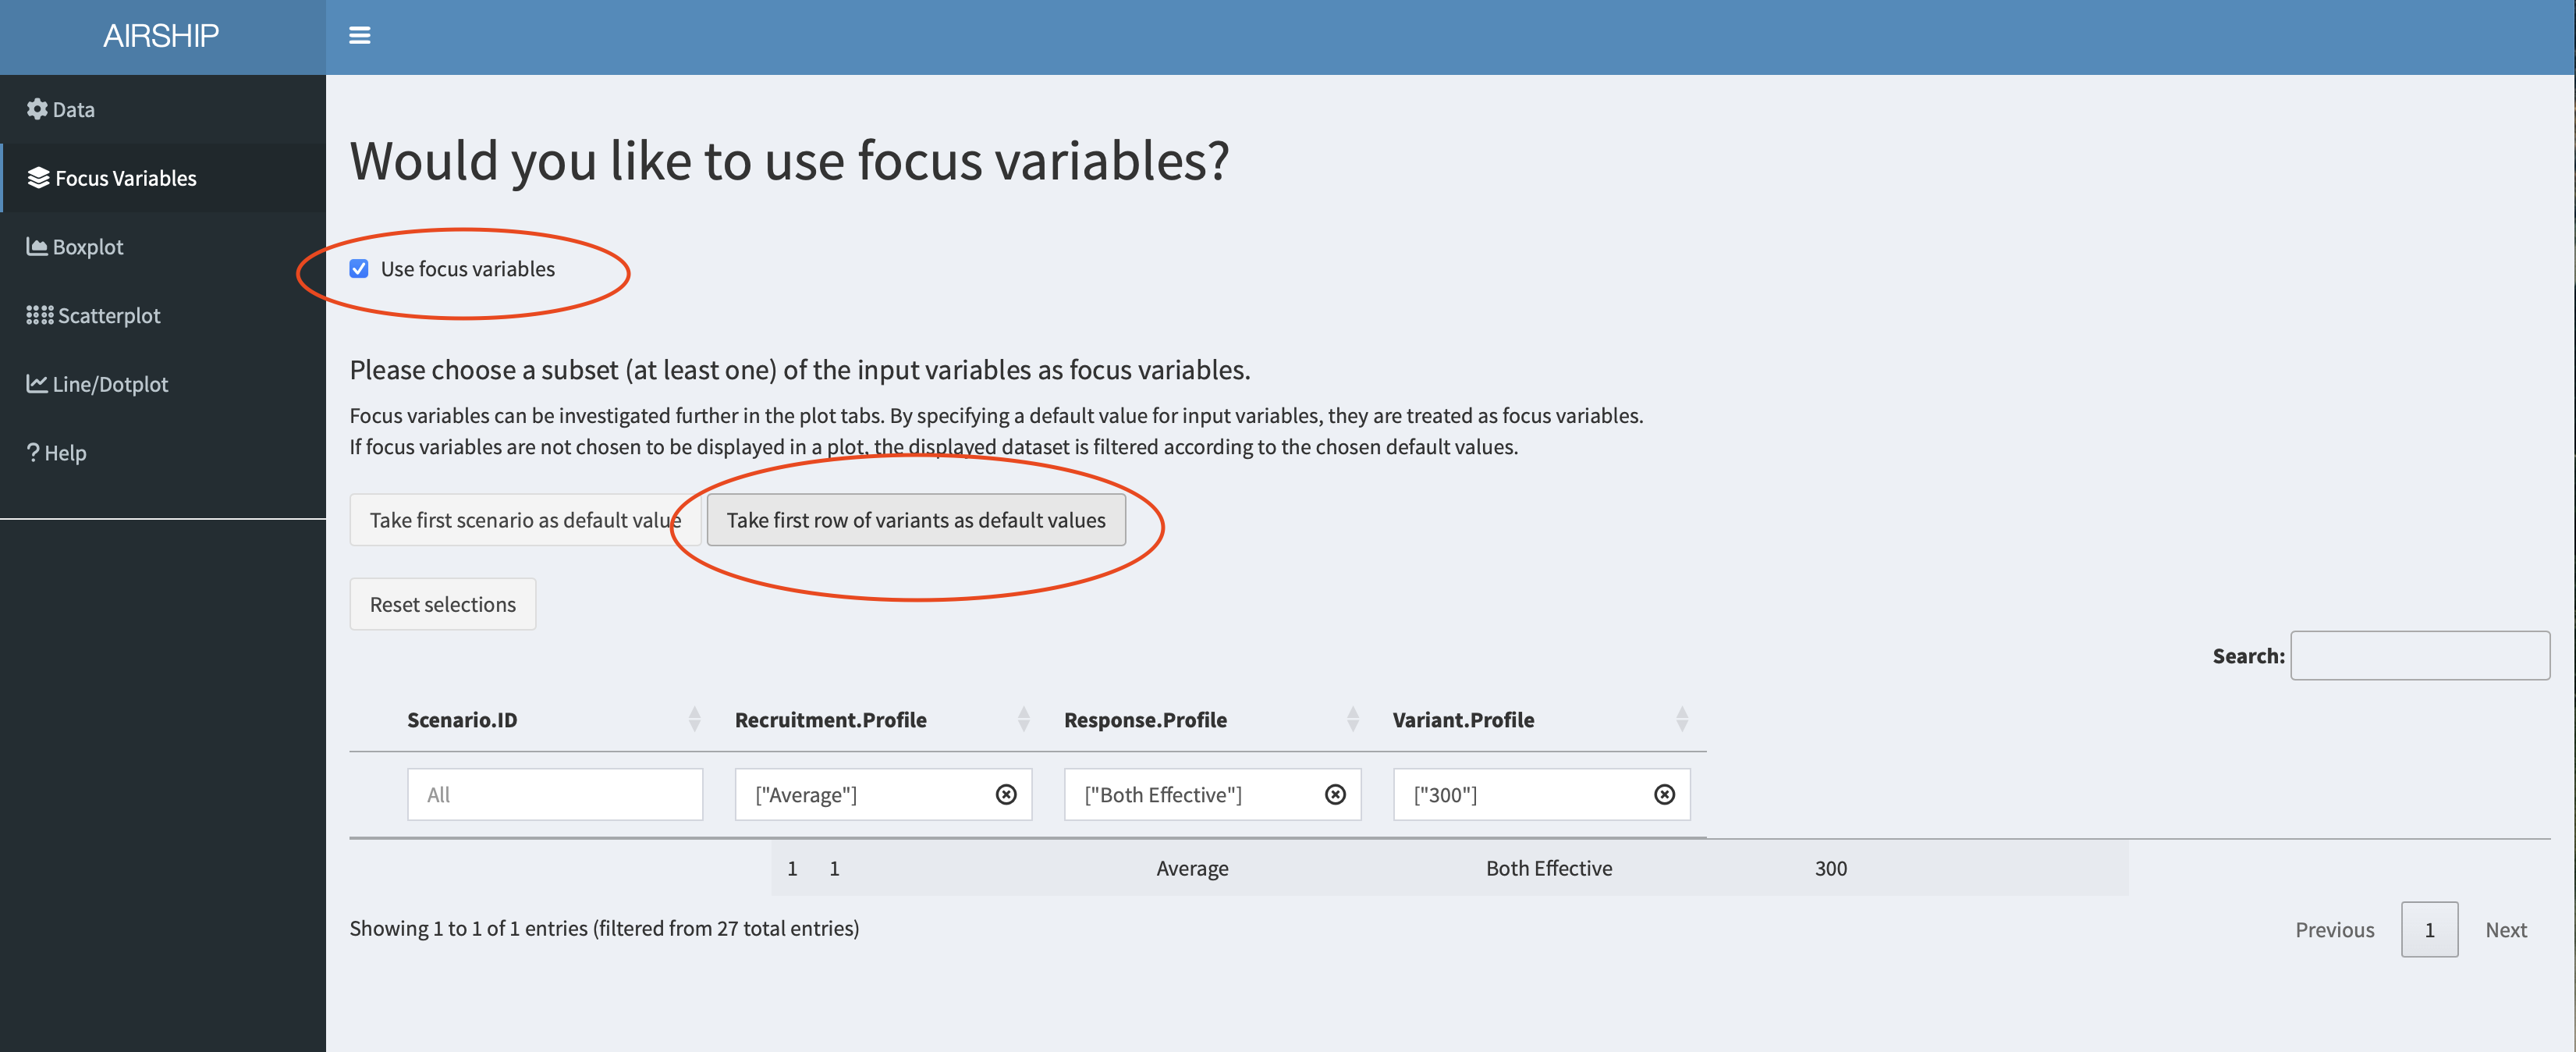 AIRSHIP
Data
Focus Variables
Boxplot
Scatterplot
Line/Dotplot
? Help
Would you like to use focus variables?
Use focus variables
Please choose a subset (at least one) of the input variables as focus variables.
Focus variables can be investigated further in the plot tabs. By specifying a default value for input variables, they are treated as focus variables.
If focus variables are not chosen to be displayed in a plot, the displayed dataset is filtered according to the chosen default values.
Take first scenario as default value Take first row of variants as default values
Reset selections
Search:
Scenario.ID Recruitment.Profile Response.Profile Variant.Profile
All ["Average"] ["Both Effective"] ["300"]
1 1 Average Both Effective 300
Showing 1 to 1 of 1 entries (filtered from 27 total entries)
Previous 1 Next